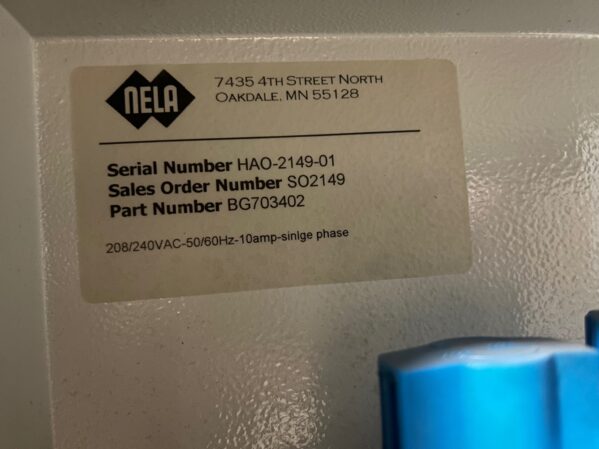 NELA
7435 4TH STREET NORTH
OAKDALE, MN 55128
Serial Number HAO-2149-01
Sales Order Number SO2149
Part Number BG703402
208/240VAC-50/60Hz-10amp-sinlge phase